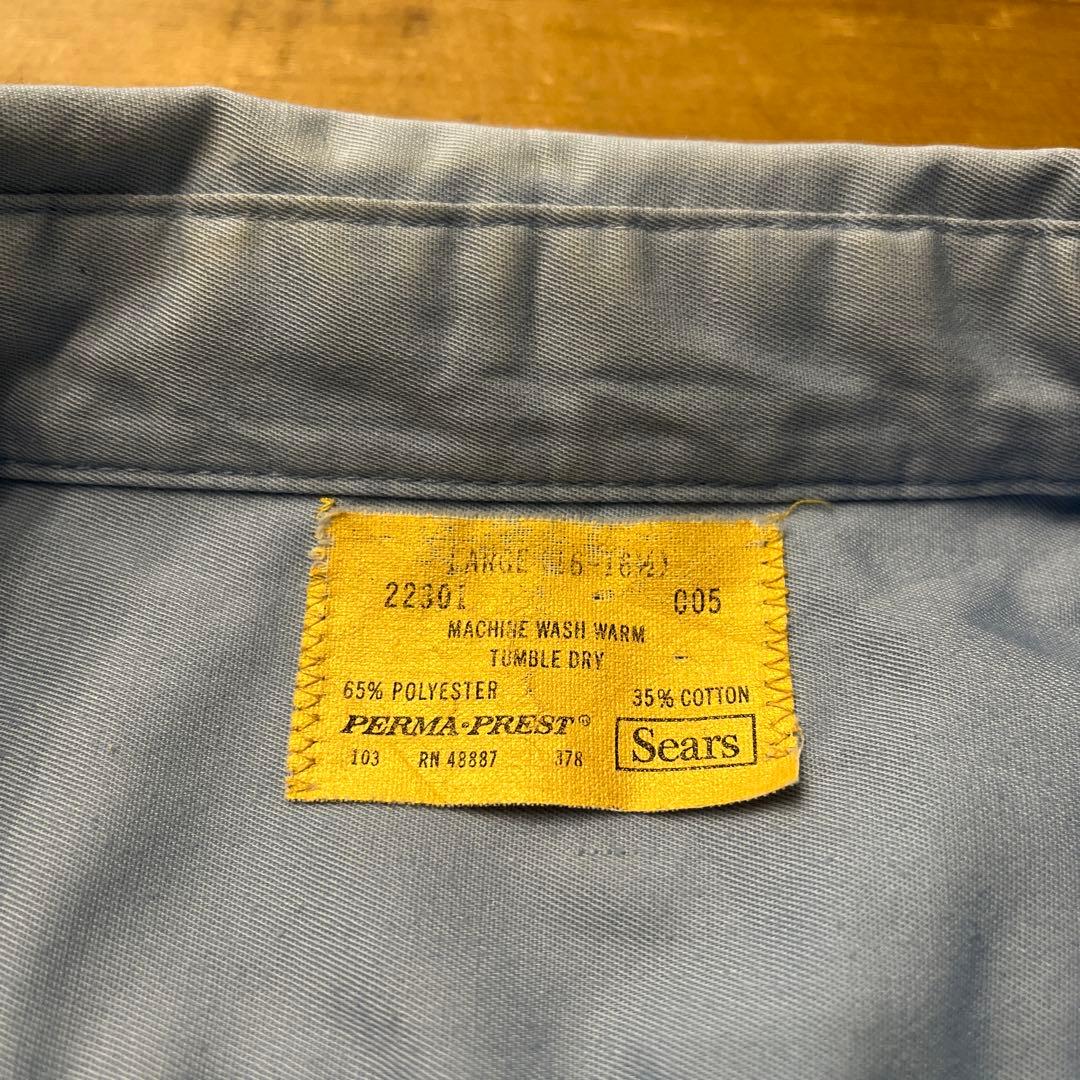 LARGE (16-16½)
22301 005
MACHINE WASH WARM
TUMBLE DRY
65% POLYESTER 35% COTTON
PERMA-PREST® Sears
103 RN 48887 378